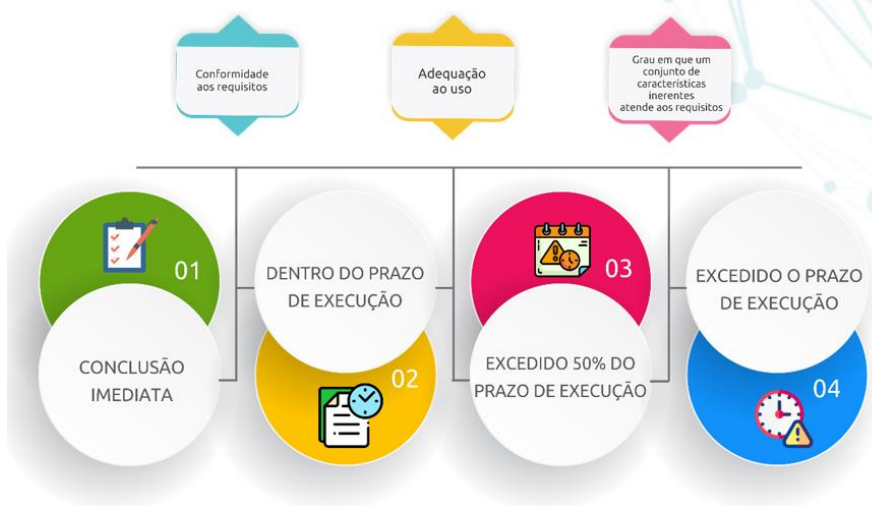 Conformidade
aos requisitos
Adequação
ao uso
Grau em que um
conjunto de
características
inerentes
atende aos requisitos
01
CONCLUSÃO
IMEDIATA
DENTRO DO PRAZO
DE EXECUÇÃO
02
03
EXCEDIDO 50% DO
PRAZO DE EXECUÇÃO
EXCEDIDO O PRAZO
DE EXECUÇÃO
04